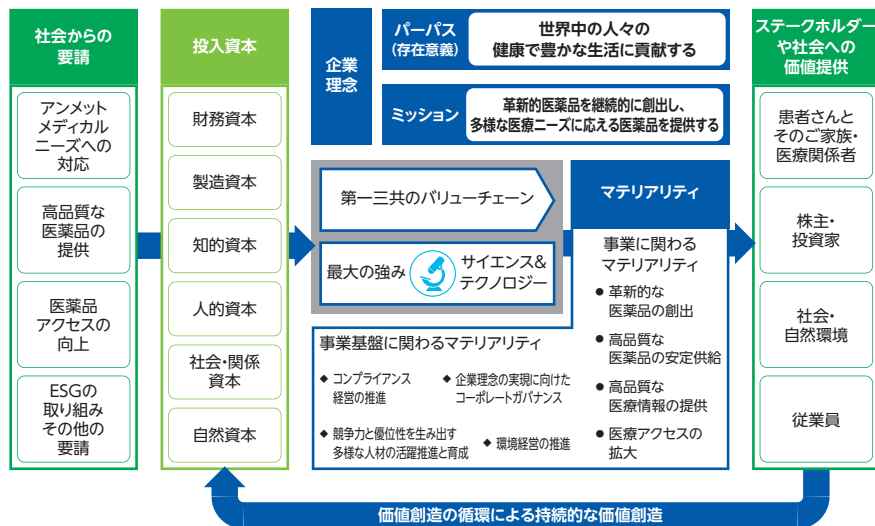 社会からの
要請
アンメット
メディカル
ニーズへの
対応
高品質な
医薬品の
提供
医薬品
アクセスの
向上
ESGの
取り組み
その他の
要請
投入資本
財務資本
製造資本
知的資本
人的資本
社会・関係
資本
自然資本
企業
理念
パーパス
(存在意義)
世界中の人々の
健康で豊かな生活に貢献する
ミッション
革新的医薬品を継続的に創出し、
多様な医療ニーズに応える医薬品を提供する
第一三共のバリューチェーン
最大の強み
サイエンス&
テクノロジー
マテリアリティ
事業に関わる
マテリアリティ
● 革新的な
医薬品の創出
● 高品質な
医薬品の安定供給
● 高品質な
医療情報の提供
● 医療アクセスの
拡大
事業基盤に関わるマテリアリティ
◆ コンプライアンス
経営の推進
◆ 企業理念の実現に向けた
コーポレートガバナンス
◆ 競争力と優位性を生み出す
多様な人材の活躍推進と育成
◆ 環境経営の推進
ステークホルダー
や社会への
価値提供
患者さんと
そのご家族・
医療関係者
株主・
投資家
社会・
自然環境
従業員
価値創造の循環による持続的な価値創造